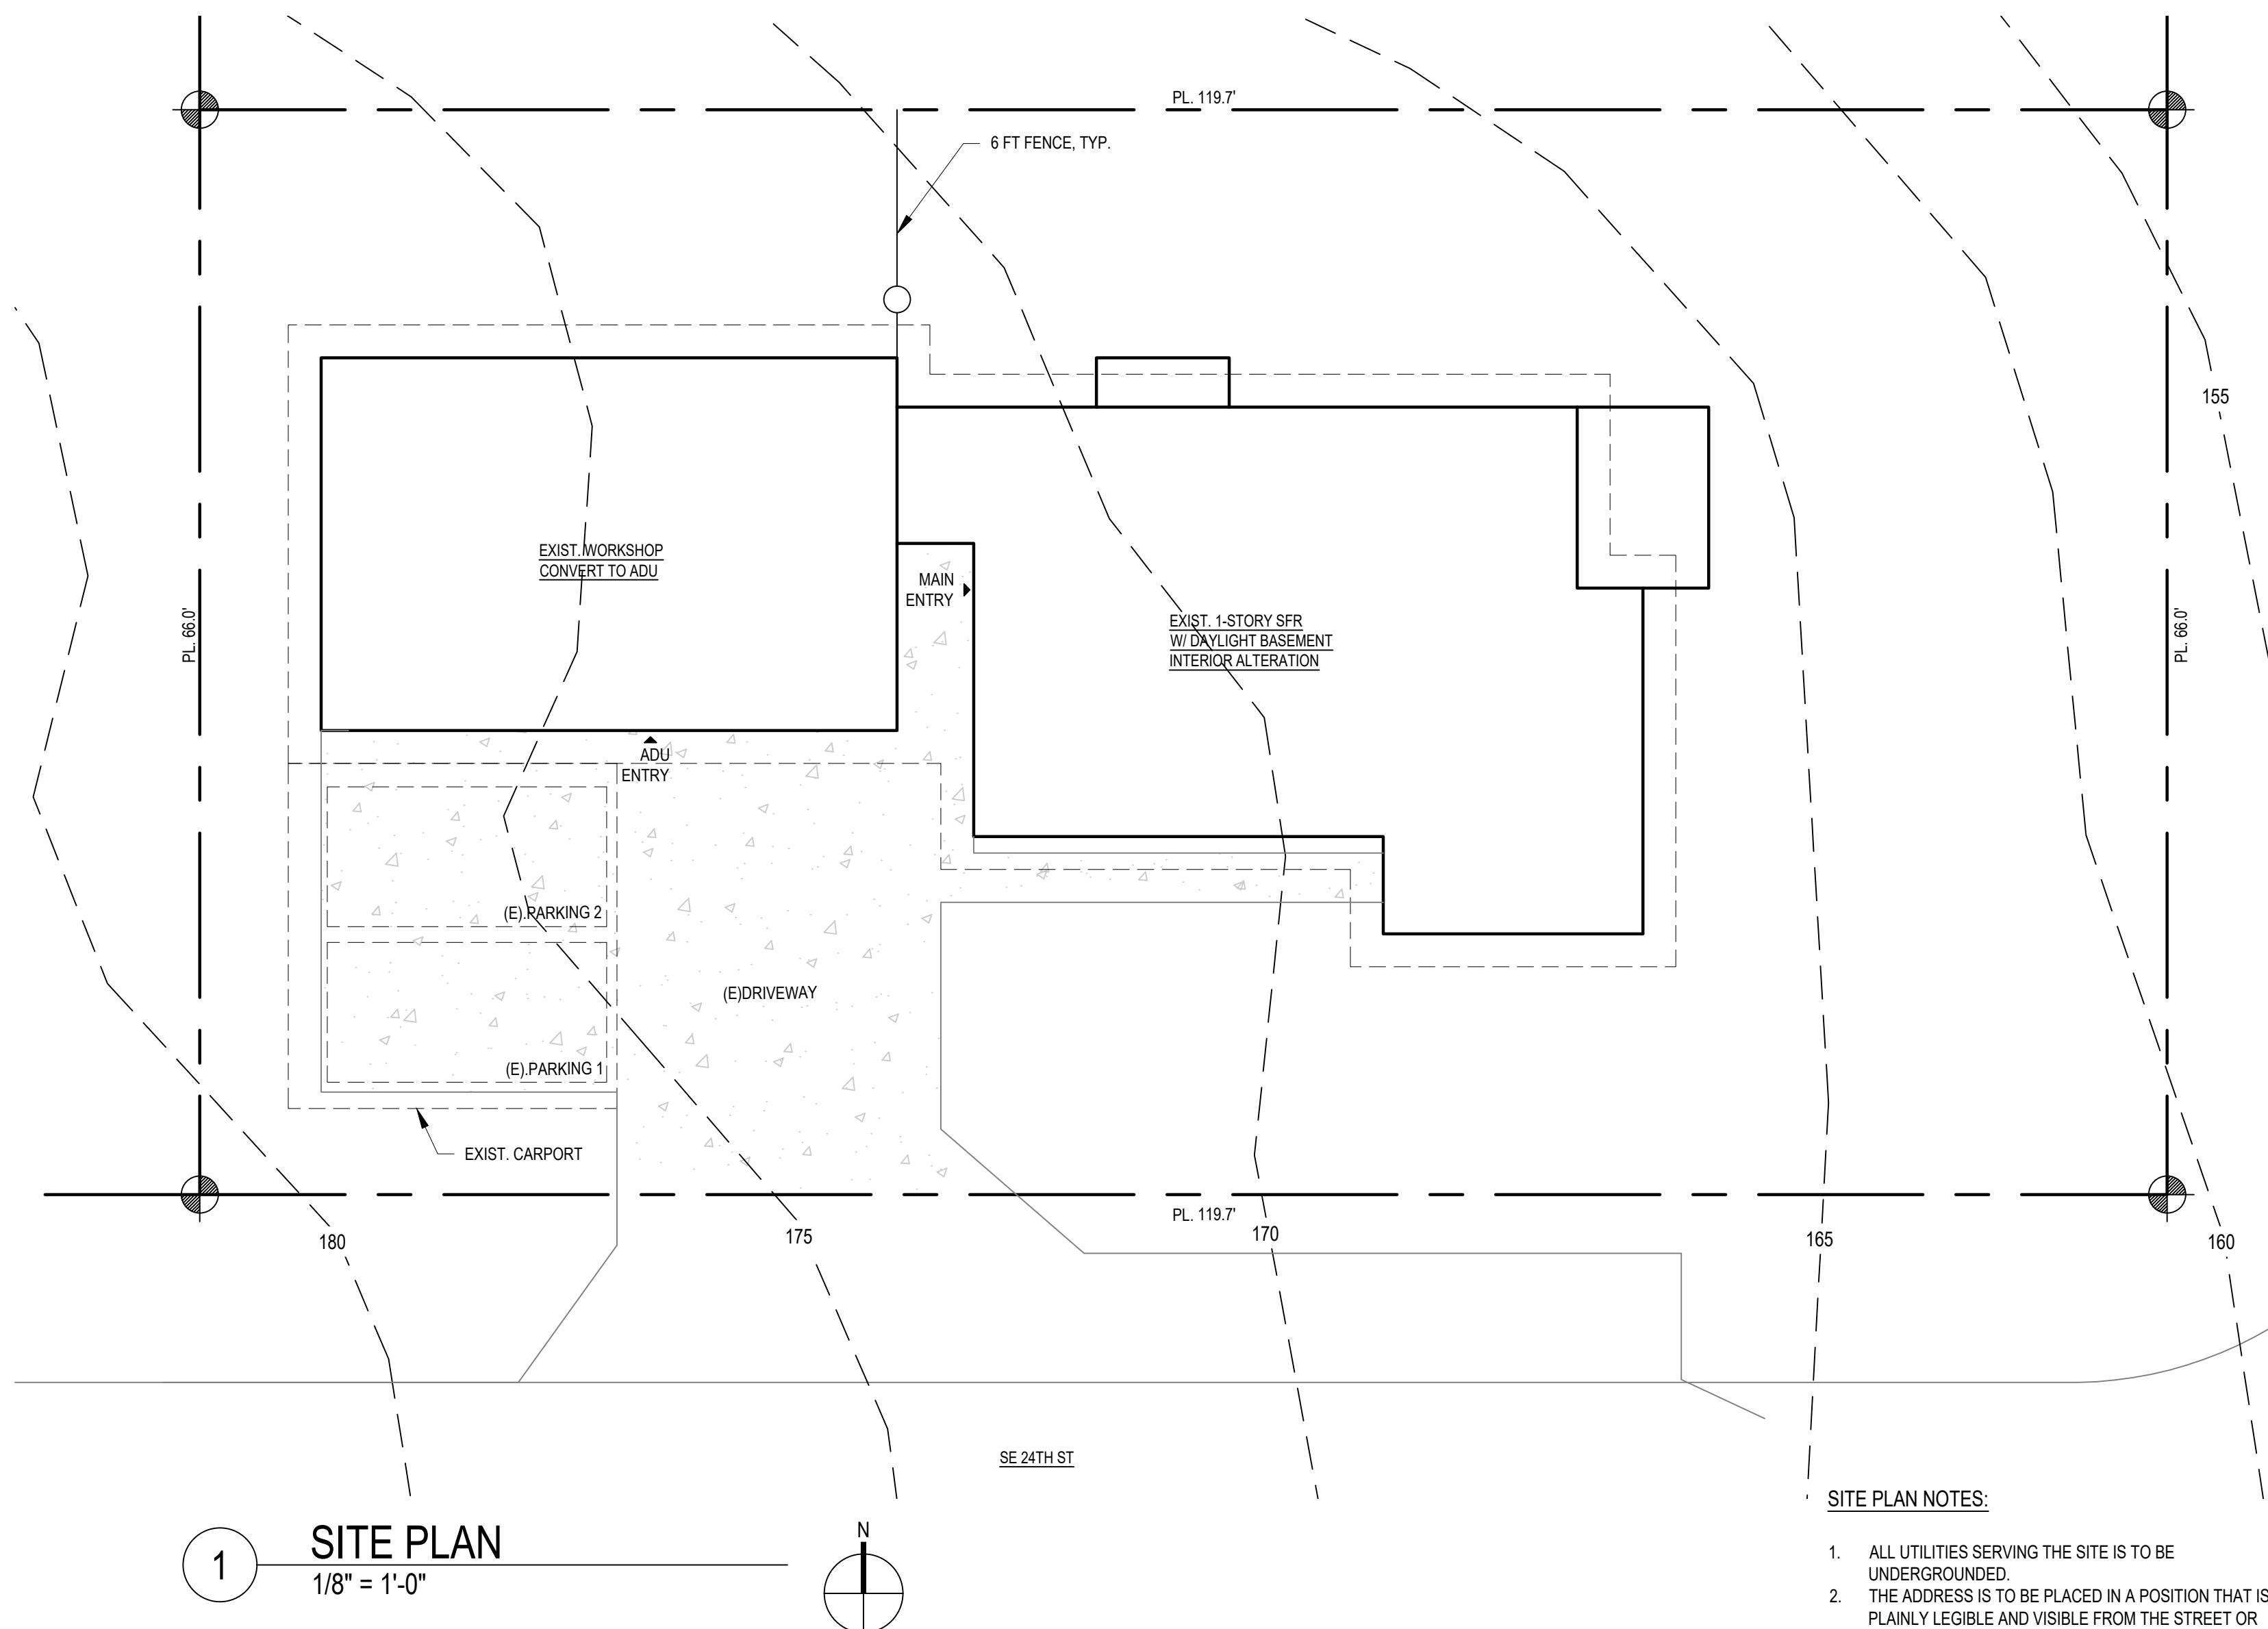 PL. 119.7'
6 FT FENCE, TYP.
155
EXIST. WORKSHOP
CONVERT TO ADU
MAIN
ENTRY
EXIST. 1-STORY SFR
W/ DAYLIGHT BASEMENT
INTERIOR ALTERATION
PL. 66.0'
PL. 66.0'
ADU
ENTRY
(E).PARKING 2
(E)DRIVEWAY
(E).PARKING 1
EXIST. CARPORT
PL. 119.7'
180
175
170
165
160
SE 24TH ST
SITE PLAN NOTES:
1
SITE PLAN
1/8" = 1'-0"
N
1. ALL UTILITIES SERVING THE SITE IS TO BE
UNDERGROUNDED.
2. THE ADDRESS IS TO BE PLACED IN A POSITION THAT IS
PLAINLY LEGIBLE AND VISIBLE FROM THE STREET OR